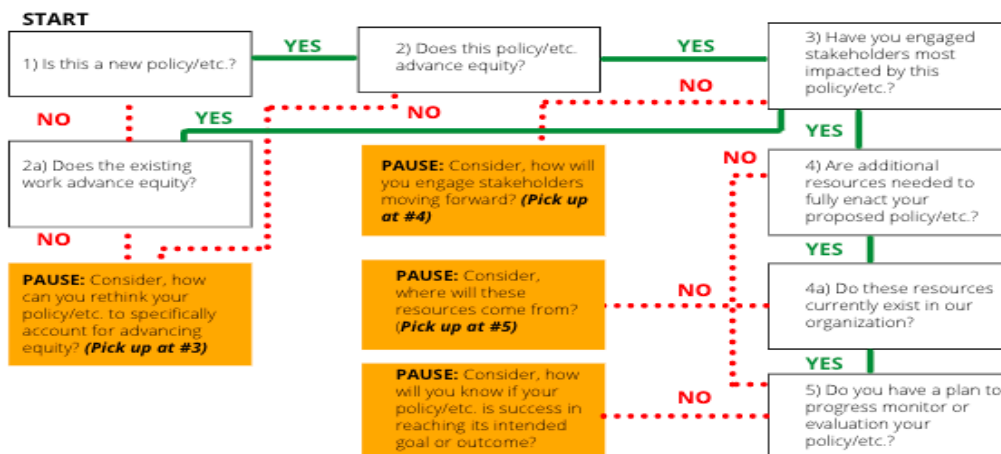 START
1) Is this a new policy/etc.?
YES
2) Does this policy/etc.
advance equity?
YES
3) Have you engaged
stakeholders most
impacted by this
policy/etc.?
NO
NO
YES
NO
YES
2a) Does the existing
work advance equity?
PAUSE: Consider, how will
you engage stakeholders
moving forward? (Pick up
at #4)
NO
4) Are additional
resources needed to
fully enact your
proposed policy/etc.?
NO
YES
PAUSE: Consider, how
can you rethink your
policy/etc. to specifically
account for advancing
equity? (Pick up at #3)
PAUSE: Consider,
where will these
resources come from?
(Pick up at #5)
NO
4a) Do these resources
currently exist in our
organization?
YES
PAUSE: Consider, how
will you know if your
policy/etc. is success in
reaching its intended
goal or outcome?
NO
5) Do you have a plan to
progress monitor or
evaluation your
policy/etc.?